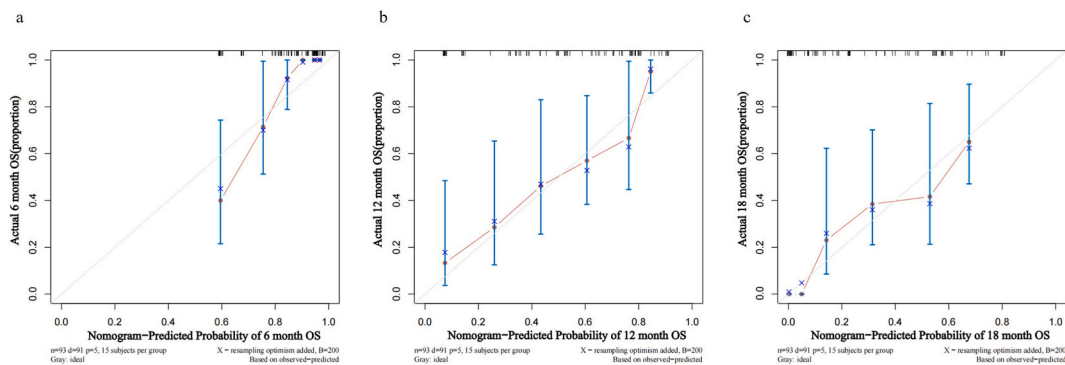 a
b
c
Actual 6 month OS(proportion)
1.0
0.8
0.6
0.4
0.2
0.0
0.0 0.2 0.4 0.6 0.8 1.0
Nomogram−Predicted Probability of 6 month OS
n=93 d=91 p=5, 15 subjects per group
Gray: ideal
X = resampling optimism added, B=200
Based on observed−predicted
Actual 12 month OS(proportion)
1.0
0.8
0.6
0.4
0.2
0.0
0.0 0.2 0.4 0.6 0.8 1.0
Nomogram−Predicted Probability of 12 month OS
n=93 d=91 p=5, 15 subjects per group
Gray: ideal
X = resampling optimism added, B=200
Based on observed−predicted
Actual 18 month OS(proportion)
1.0
0.8
0.6
0.4
0.2
0.0
0.0 0.2 0.4 0.6 0.8 1.0
Nomogram−Predicted Probability of 18 month OS
n=93 d=91 p=5, 15 subjects per group
Gray: ideal
X = resampling optimism added, B=200
Based on observed−predicted